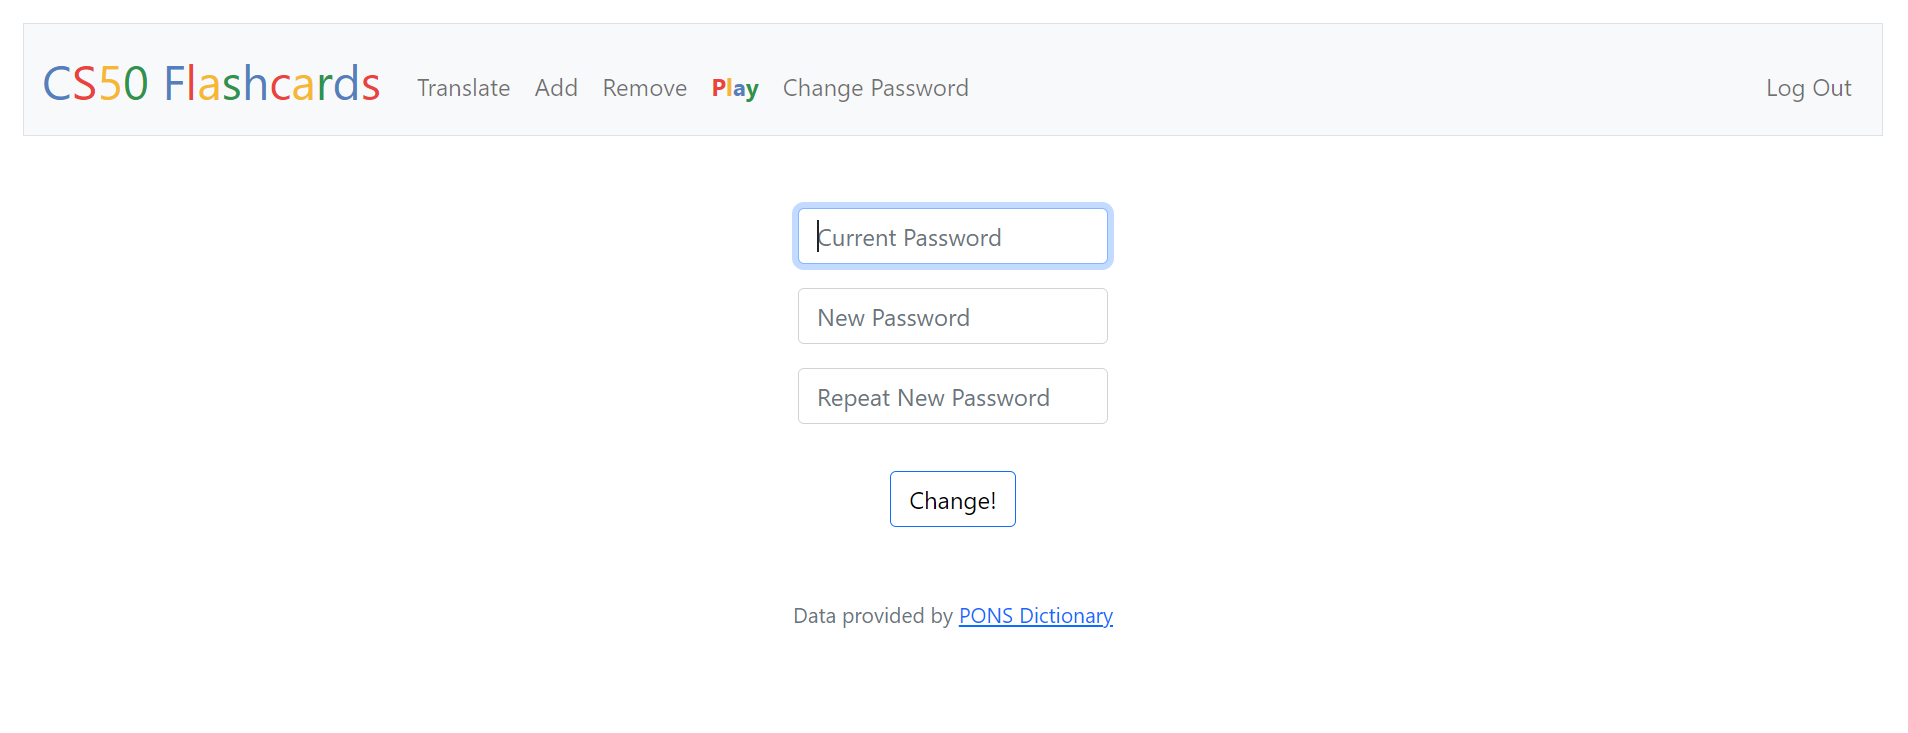 CS50 Flashcards Translate Add Remove Play Change Password Log Out
Current Password
New Password
Repeat New Password
Change!
Data provided by PONS Dictionary